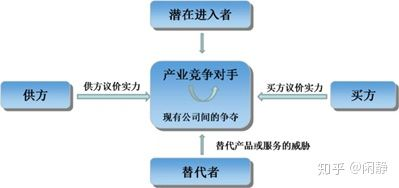 潜在进入者
产业竞争对手
供方议价实力
买方议价实力
供方
买方
现有公司间的争夺
替代产品或服务的威胁
替代者
知乎 @闲静